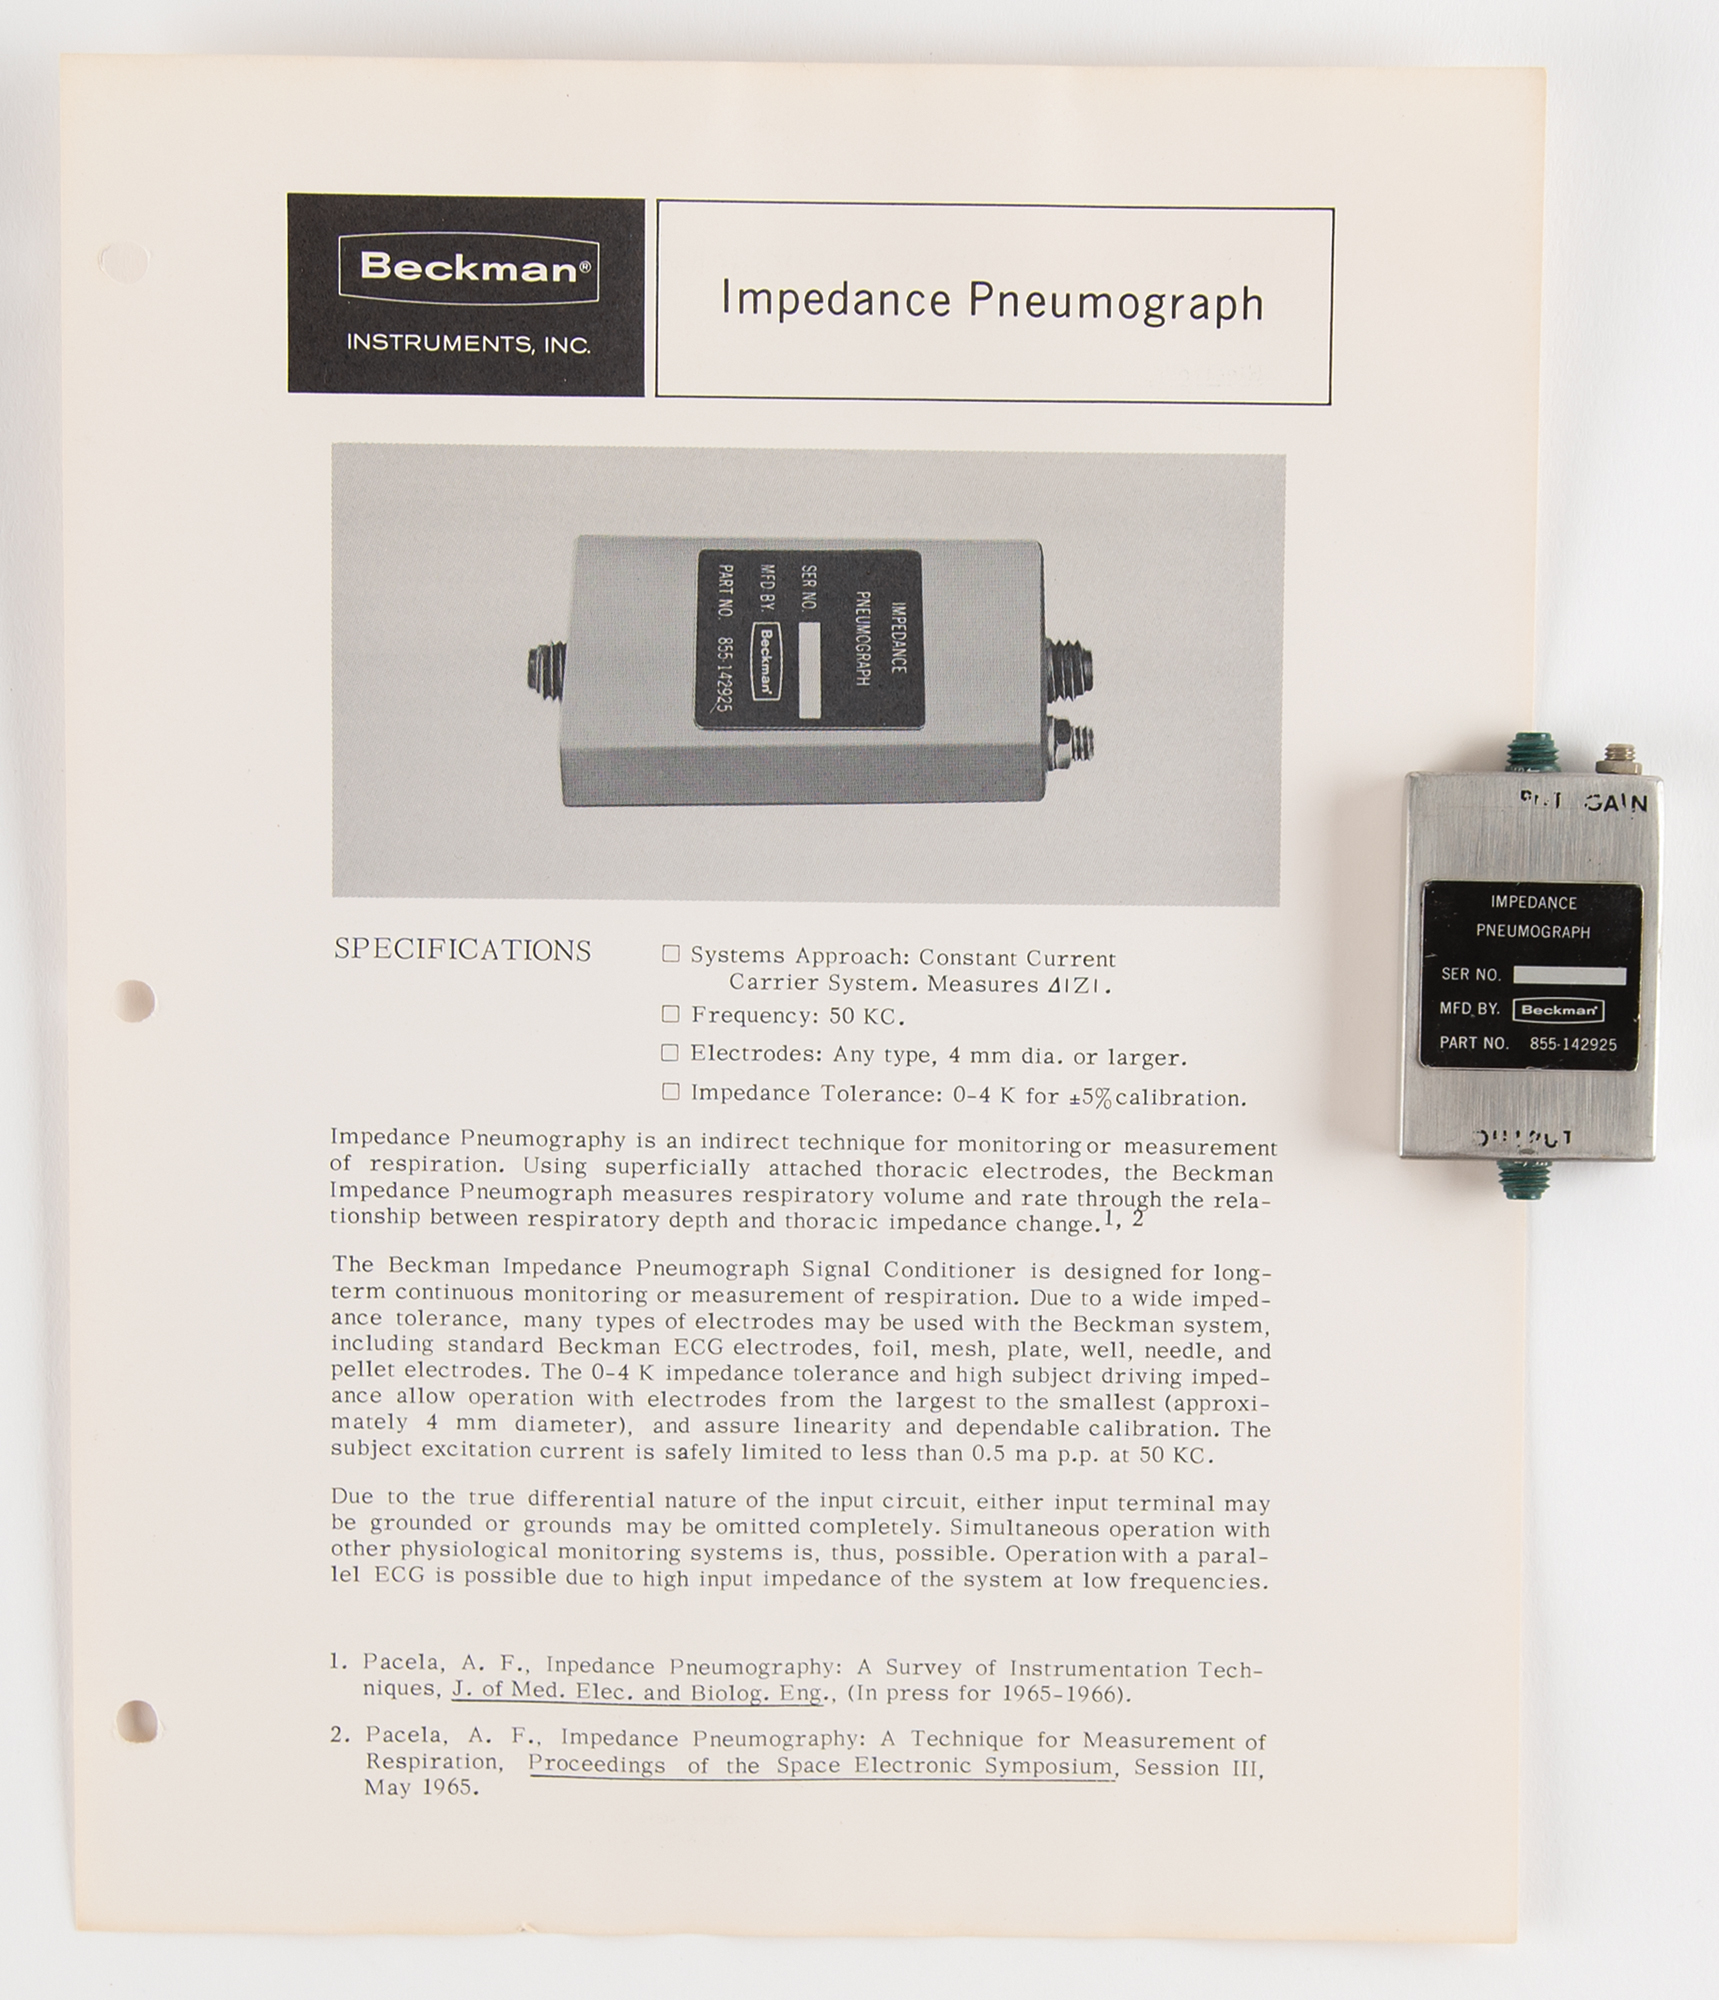 Beckman®
INSTRUMENTS, INC.
Impedance Pneumograph
IMPEDANCE
PNEUMOGRAPH
SER NO.
MFD BY. Beckman
PART NO. 855-142925
SPECIFICATIONS
□ Systems Approach: Constant Current
Carrier System. Measures Δ|Z|.
□ Frequency: 50 KC.
□ Electrodes: Any type, 4 mm dia. or larger.
□ Impedance Tolerance: 0-4 K for ±5% calibration.
Impedance Pneumography is an indirect technique for monitoring or measurement
of respiration. Using superficially attached thoracic electrodes, the Beckman
Impedance Pneumograph measures respiratory volume and rate through the rela-
tionship between respiratory depth and thoracic impedance change.1, 2
The Beckman Impedance Pneumograph Signal Conditioner is designed for long-
term continuous monitoring or measurement of respiration. Due to a wide imped-
ance tolerance, many types of electrodes may be used with the Beckman system,
including standard Beckman ECG electrodes, foil, mesh, plate, well, needle, and
pellet electrodes. The 0-4 K impedance tolerance and high subject driving imped-
ance allow operation with electrodes from the largest to the smallest (approxi-
mately 4 mm diameter), and assure linearity and dependable calibration. The
subject excitation current is safely limited to less than 0.5 ma p.p. at 50 KC.
Due to the true differential nature of the input circuit, either input terminal may
be grounded or grounds may be omitted completely. Simultaneous operation with
other physiological monitoring systems is, thus, possible. Operation with a paral-
lel ECG is possible due to high input impedance of the system at low frequencies.
1. Pacela, A. F., Inpedance Pneumography: A Survey of Instrumentation Tech-
niques, J. of Med. Elec. and Biolog. Eng., (In press for 1965-1966).
2. Pacela, A. F., Impedance Pneumography: A Technique for Measurement of
Respiration, Proceedings of the Space Electronic Symposium, Session III,
May 1965.
GAIN
IMPEDANCE
PNEUMOGRAPH
SER NO.
MFD. BY. Beckman
PART NO. 855-142925
OUTPUT